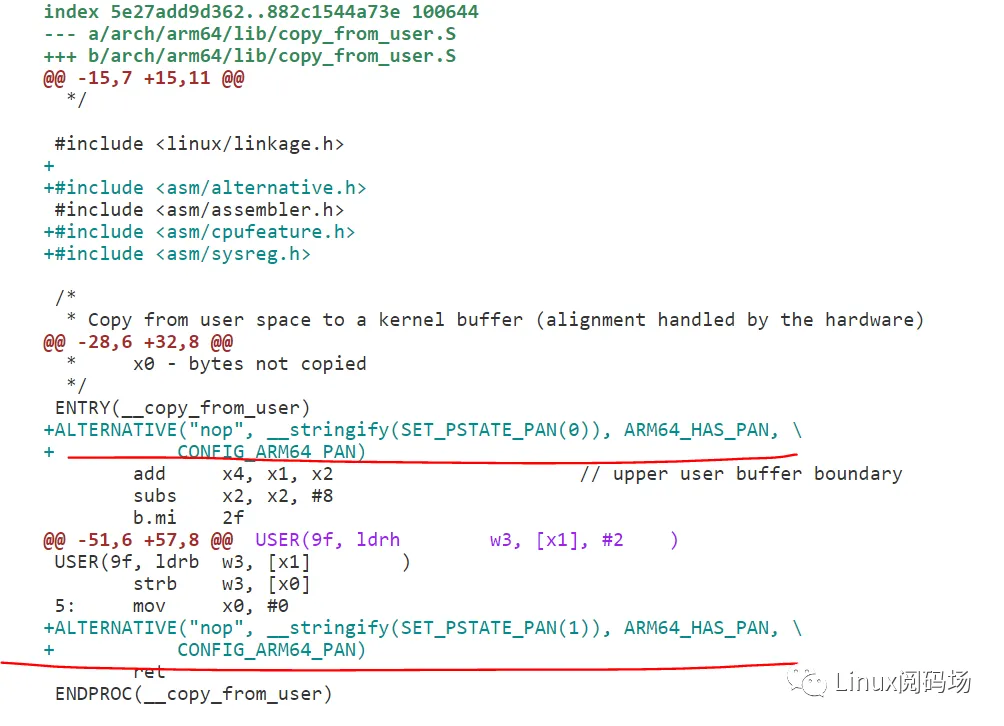 index 5e27add9d362..882c1544a73e 100644
--- a/arch/arm64/lib/copy_from_user.S
+++ b/arch/arm64/lib/copy_from_user.S
@@ -15,7 +15,11 @@
  */

 #include <linux/linkage.h>
+
+#include <asm/alternative.h>
 #include <asm/assembler.h>
+#include <asm/cpufeature.h>
+#include <asm/sysreg.h>

 /*
  * Copy from user space to a kernel buffer (alignment handled by the hardware)
@@ -28,6 +32,8 @@
  *     x0 - bytes not copied
  */
 ENTRY(__copy_from_user)
+ALTERNATIVE("nop", __stringify(SET_PSTATE_PAN(0)), ARM64_HAS_PAN, \
+           CONFIG_ARM64_PAN)
        add     x4, x1, x2                      // upper user buffer boundary
        subs    x2, x2, #8
        b.mi    2f
@@ -51,6 +57,8 @@  USER(9f, ldrh        w3, [x1], #2    )
 USER(9f, ldrb  w3, [x1]        )
        strb    w3, [x0]
 5:     mov     x0, #0
+ALTERNATIVE("nop", __stringify(SET_PSTATE_PAN(1)), ARM64_HAS_PAN, \
+           CONFIG_ARM64_PAN)
        ret
 ENDPROC(__copy_from_user)
Linux阅码场